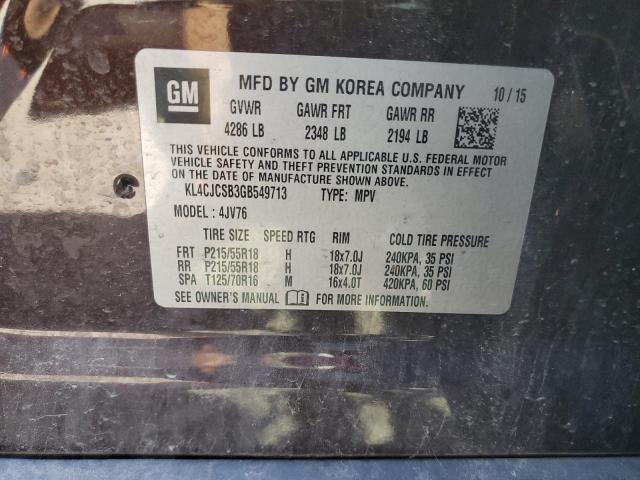 GM
MFD BY GM KOREA COMPANY 10/15
GVWR GAWR FRT GAWR RR
4286 LB 2348 LB 2194 LB
THIS VEHICLE CONFORMS TO ALL APPLICABLE U.S. FEDERAL MOTOR
VEHICLE SAFETY AND THEFT PREVENTION STANDARDS IN EFFECT
ON THE DATE OF MANUFACTURE SHOWN ABOVE.
KL4CJCSB3GB549713 TYPE: MPV
MODEL: 4JV76
TIRE SIZE SPEED RTG RIM COLD TIRE PRESSURE
FRT P215/55R18 H 18x7.0J 240KPA, 35 PSI
RR P215/55R18 H 18x7.0J 240KPA, 35 PSI
SPA T125/70R16 M 16x4.0T 420KPA, 60 PSI
SEE OWNER'S MANUAL FOR MORE INFORMATION.